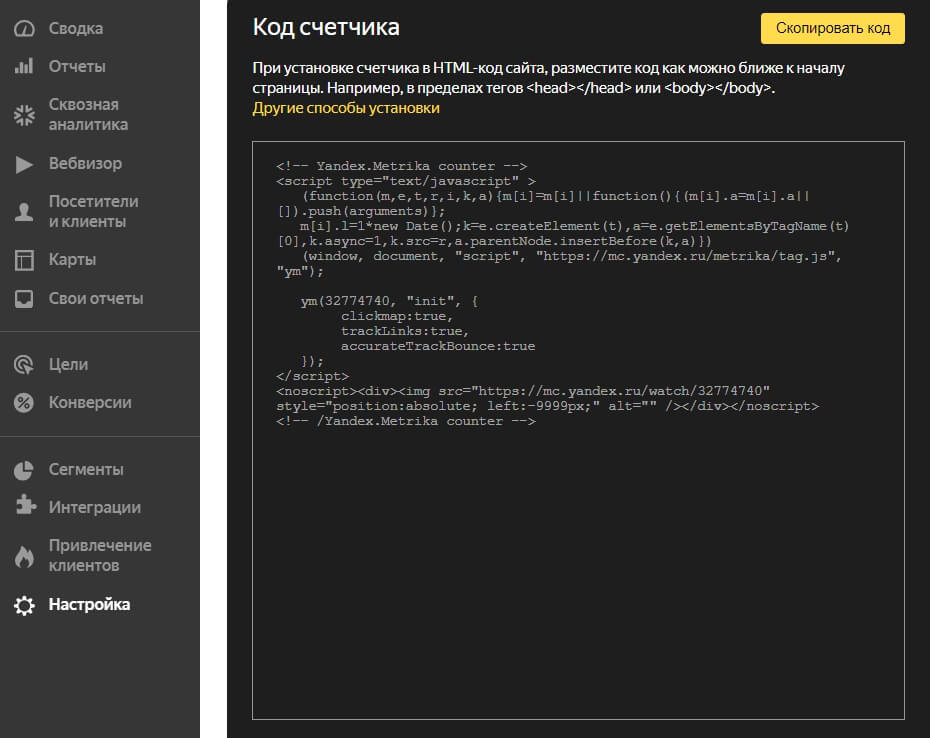 Сводка
Отчеты
Сквозная
аналитика
Вебвизор
Посетители
и клиенты
Карты
Свои отчеты
Цели
Конверсии
Сегменты
Интеграции
Привлечение
клиентов
Настройка
Код счетчика
Скопировать код
При установке счетчика в HTML-код сайта, разместите код как можно ближе к началу
страницы. Например, в пределах тегов <head></head> или <body></body>.
Другие способы установки
<!-- Yandex.Metrika counter -->
<script type="text/javascript" >
(function(m,e,t,r,i,k,a){m[i]=m[i]||function(){(m[i].a=m[i].a||
[]).push(arguments)};
m[i].l=1*new Date();k=e.createElement(t),a=e.getElementsByTagName(t)
[0],k.async=1,k.src=r,a.parentNode.insertBefore(k,a)})
(window, document, "script", "https://mc.yandex.ru/metrika/tag.js",
"ym");
ym(32774740, "init", {
clickmap:true,
trackLinks:true,
accurateTrackBounce:true
});
</script>
<noscript><div><img src="https://mc.yandex.ru/watch/32774740"
style="position:absolute; left:-9999px;" alt="" /></div></noscript>
<!-- /Yandex.Metrika counter -->